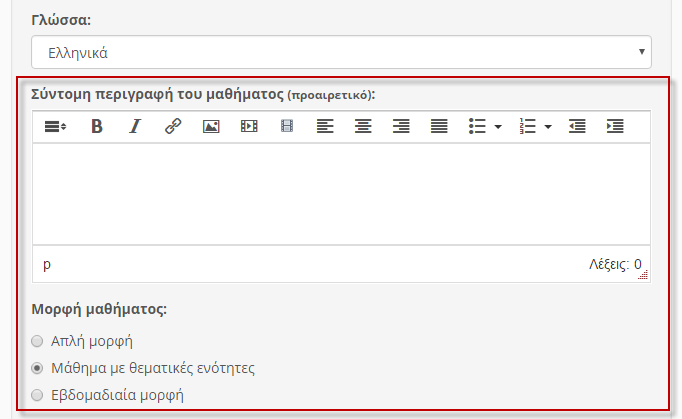 Γλώσσα:
Ελληνικά
Σύντομη περιγραφή του μαθήματος (προαιρετικό):
p Λέξεις: 0
Μορφή μαθήματος:
Απλή μορφή
Μάθημα με θεματικές ενότητες
Εβδομαδιαία μορφή